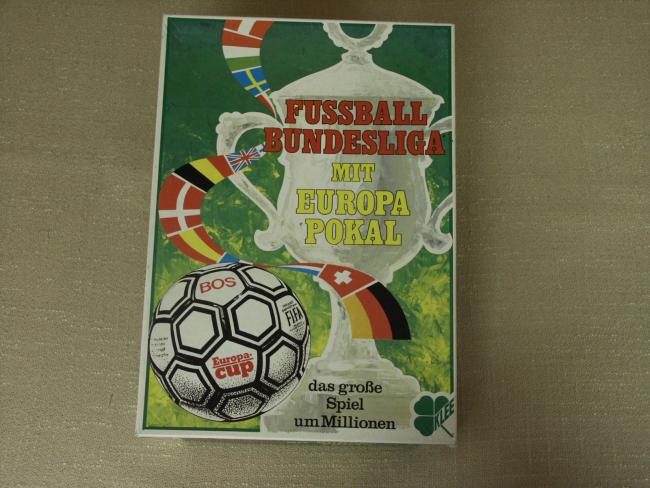 FUSSBALL
BUNDESLIGA
MIT
EUROPA
POKAL
BOS
FIFA
Europa-
cup
das große
Spiel
um Millionen
KLEE